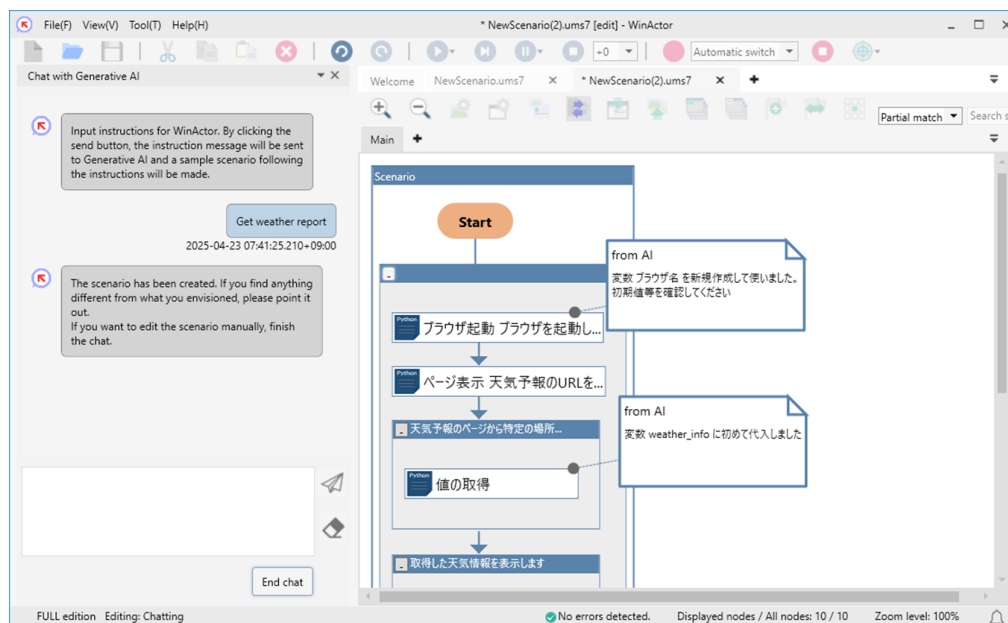 File(F) View(V) Tool(T) Help(H)
* NewScenario(2).ums7 [edit] - WinActor
+0
Automatic switch
Chat with Generative AI
Welcome
NewScenario.ums7
* NewScenario(2).ums7
Partial match
Search s
Main
Input instructions for WinActor. By clicking the
send button, the instruction message will be sent
to Generative AI and a sample scenario following
the instructions will be made.
Get weather report
2025-04-23 07:41:25.210+09:00
The scenario has been created. If you find anything
different from what you envisioned, please point it
out.
If you want to edit the scenario manually, finish
the chat.
End chat
Scenario
Start
from AI
変数 ブラウザ名 を新規作成して使いました。
初期値等を確認してください
Python
ブラウザ起動 ブラウザを起動し...
Python
ページ表示 天気予報のURLを...
天気予報のページから特定の場所...
from AI
変数 weather_info に初めて代入しました
Python
値の取得
取得した天気情報を表示します
FULL edition Editing: Chatting
No errors detected.
Displayed nodes / All nodes: 10 / 10
Zoom level: 100%